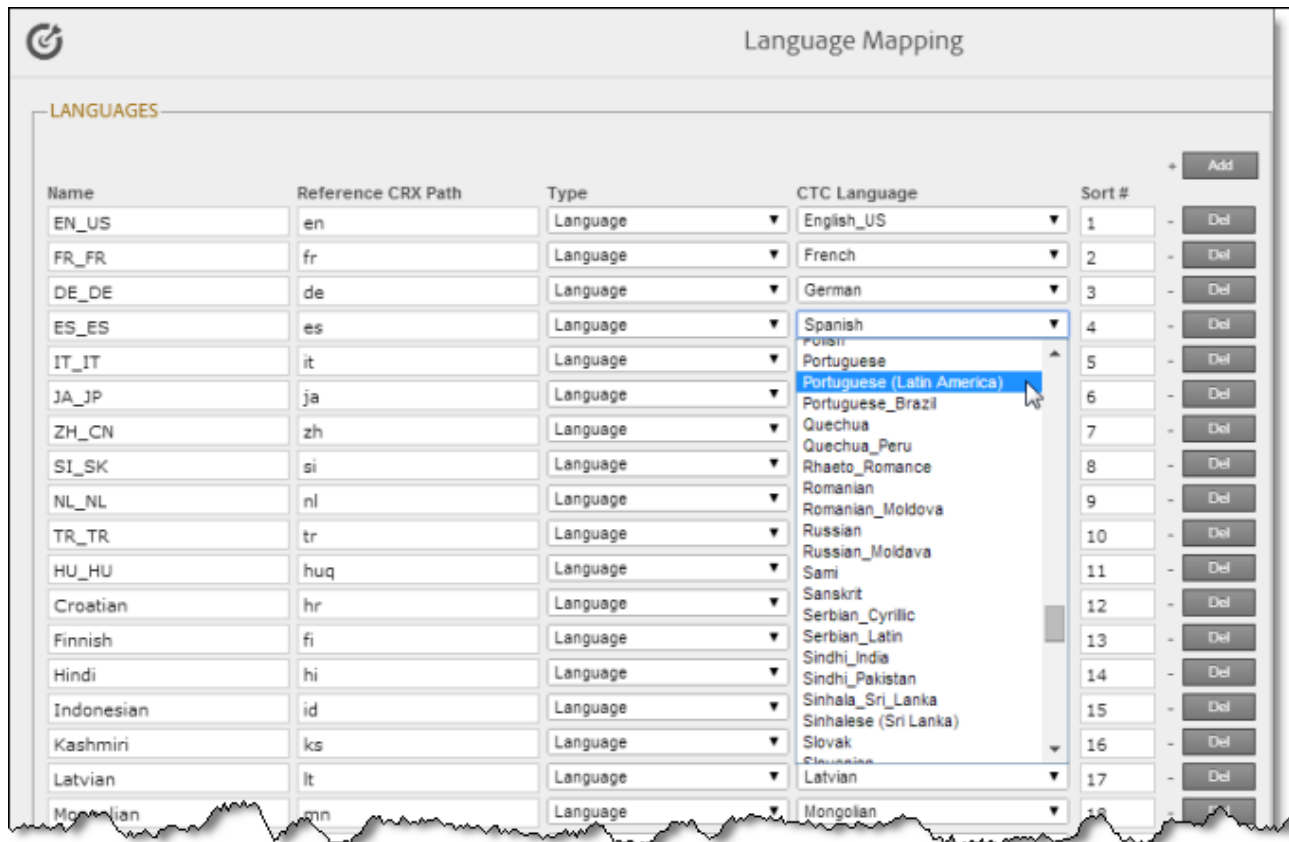 Language Mapping
LANGUAGES
+ Add
Name Reference CRX Path Type CTC Language Sort #
EN_US en Language English_US 1 - Del
FR_FR fr Language French 2 - Del
DE_DE de Language German 3 - Del
ES_ES es Language Spanish 4 - Del
IT_IT it Language 5 - Del
JA_JP ja Language 6 - Del
ZH_CN zh Language 7 - Del
SI_SK si Language 8 - Del
NL_NL nl Language 9 - Del
TR_TR tr Language 10 - Del
HU_HU huq Language 11 - Del
Croatian hr Language 12 - Del
Finnish fi Language 13 - Del
Hindi hi Language 14 - Del
Indonesian id Language 15 - Del
Kashmiri ks Language 16 - Del
Polish
Portuguese
Portuguese (Latin America)
Portuguese_Brazil
Quechua
Quechua_Peru
Rhaeto_Romance
Romanian
Romanian_Moldova
Russian
Russian_Moldava
Sami
Sanskrit
Serbian_Cyrillic
Serbian_Latin
Sindhi_India
Sindhi_Pakistan
Sinhala_Sri_Lanka
Sinhalese (Sri Lanka)
Slovak
Slovenian
Latvian lt Language Latvian 17 - Del
Mongolian mn Language Mongolian 18 - Del